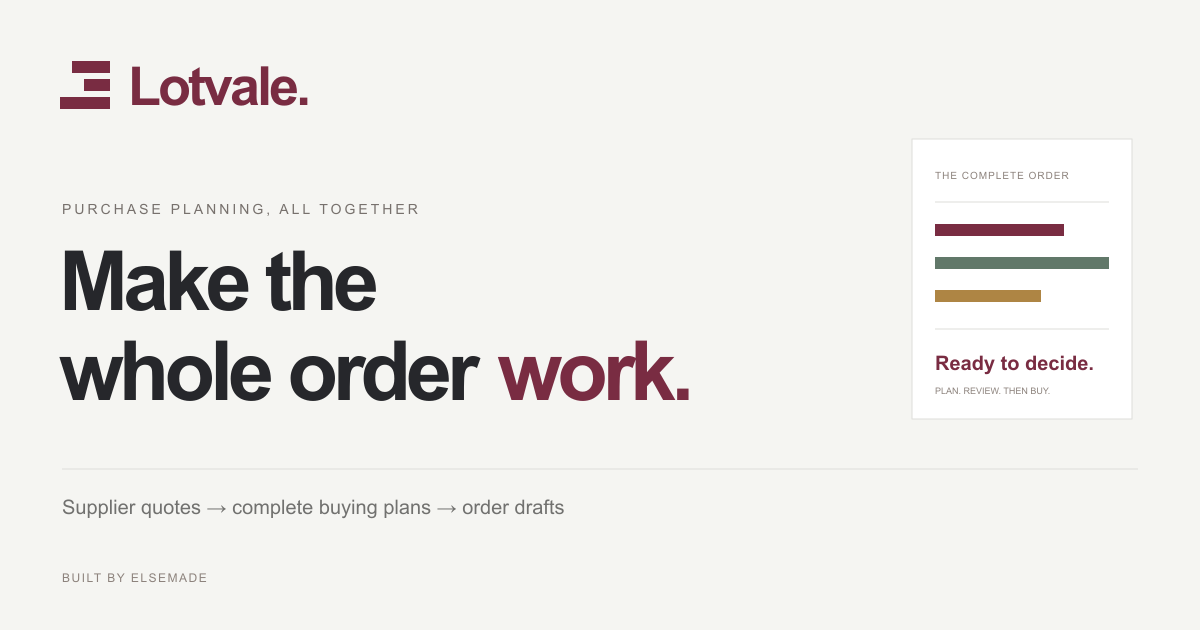 Lotvale.
PURCHASE PLANNING, ALL TOGETHER
Make the
whole order work.
THE COMPLETE ORDER
Ready to decide.
PLAN. REVIEW. THEN BUY.
Supplier quotes → complete buying plans → order drafts
BUILT BY ELSEMADE